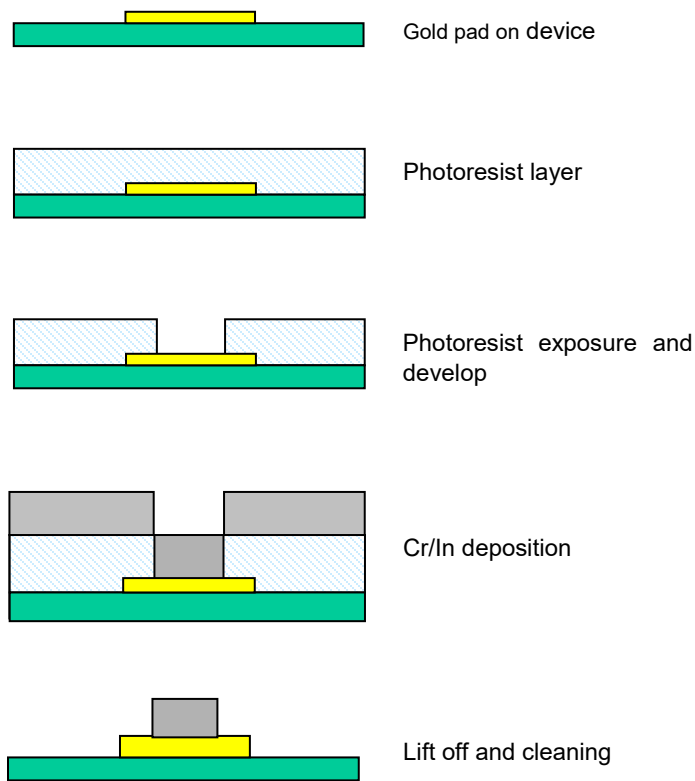 Gold pad on device
Photoresist layer
Photoresist exposure and
develop
Cr/In deposition
Lift off and cleaning